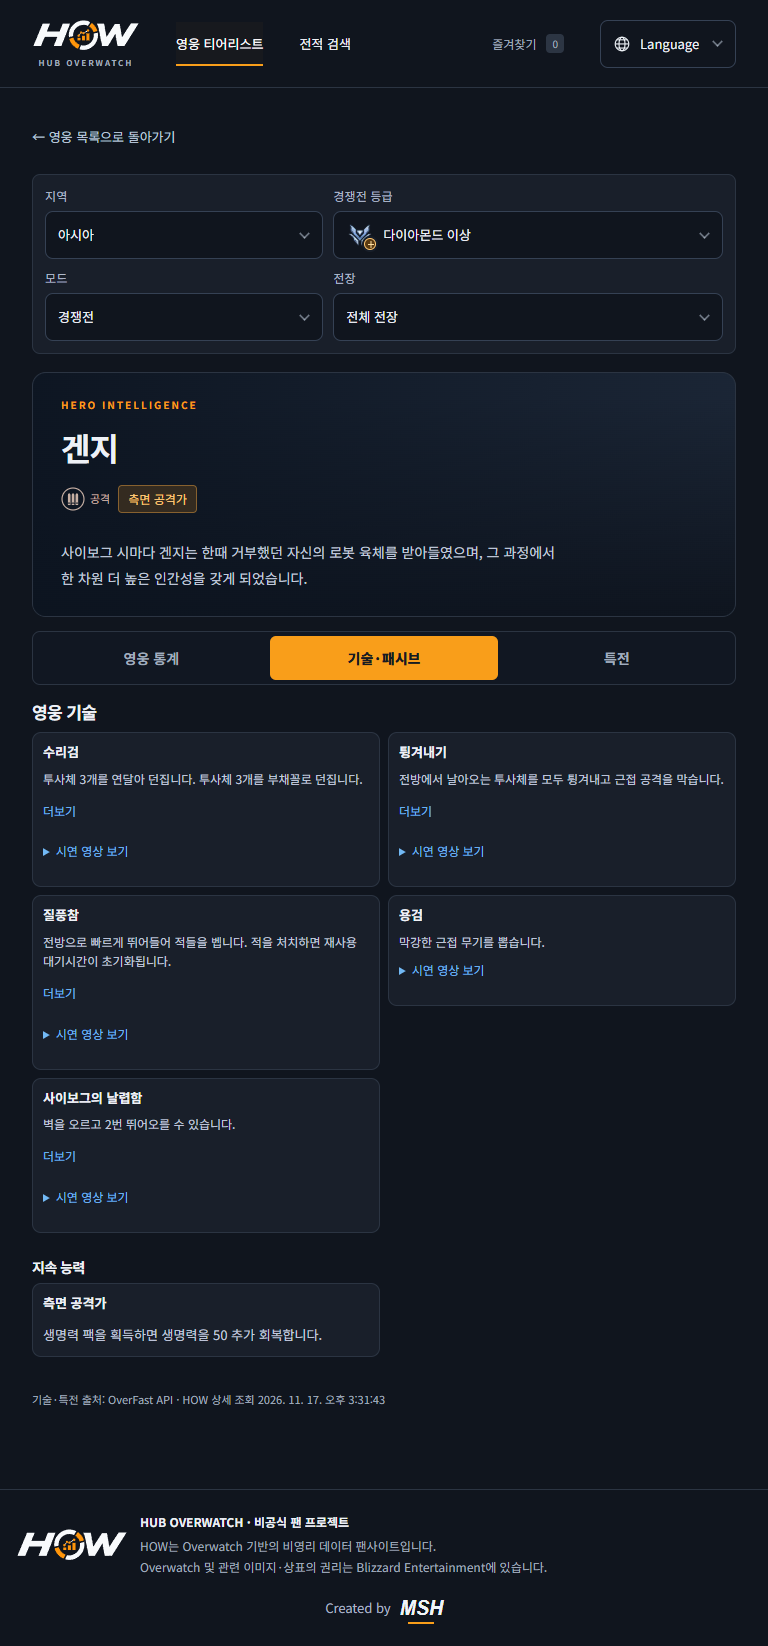 HOW
HUB OVERWATCH
영웅 티어리스트
전적 검색
즐겨찾기 0
Language
← 영웅 목록으로 돌아가기
지역
아시아
경쟁전 등급
다이아몬드 이상
모드
경쟁전
전장
전체 전장
HERO INTELLIGENCE
겐지
공격
측면 공격가
사이보그 시마다 겐지는 한때 거부했던 자신의 로봇 육체를 받아들였으며, 그 과정에서
한 차원 더 높은 인간성을 갖게 되었습니다.
영웅 통계
기술·패시브
특전
영웅 기술
수리검
투사체 3개를 연달아 던집니다. 투사체 3개를 부채꼴로 던집니다.
더보기
▶ 시연 영상 보기
튕겨내기
전방에서 날아오는 투사체를 모두 튕겨내고 근접 공격을 막습니다.
더보기
▶ 시연 영상 보기
질풍참
전방으로 빠르게 뛰어들어 적들을 벱니다. 적을 처치하면 재사용
대기시간이 초기화됩니다.
더보기
▶ 시연 영상 보기
용검
막강한 근접 무기를 뽑습니다.
▶ 시연 영상 보기
사이보그의 날렵함
벽을 오르고 2번 뛰어오를 수 있습니다.
더보기
▶ 시연 영상 보기
지속 능력
측면 공격가
생명력 팩을 획득하면 생명력을 50 추가 회복합니다.
기술·특전 출처: OverFast API · HOW 상세 조회 2026. 11. 17. 오후 3:31:43
HOW
HUB OVERWATCH · 비공식 팬 프로젝트
HOW는 Overwatch 기반의 비영리 데이터 팬사이트입니다.
Overwatch 및 관련 이미지·상표의 권리는 Blizzard Entertainment에 있습니다.
Created by MSH